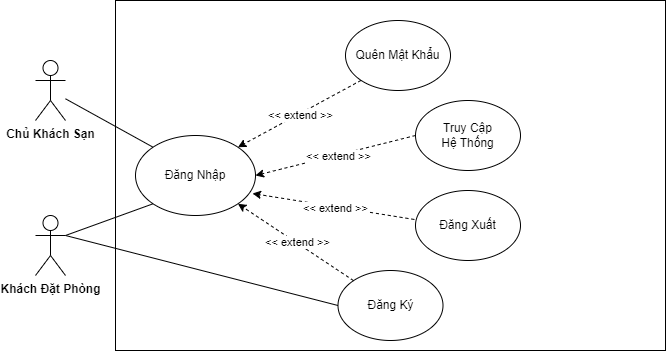 Quên Mật Khẩu
<< extend >>
Chủ Khách Sạn
Truy Cập
Hệ Thống
<< extend >>
Đăng Nhập
<< extend >>
Đăng Xuất
<< extend >>
Khách Đặt Phòng
Đăng Ký